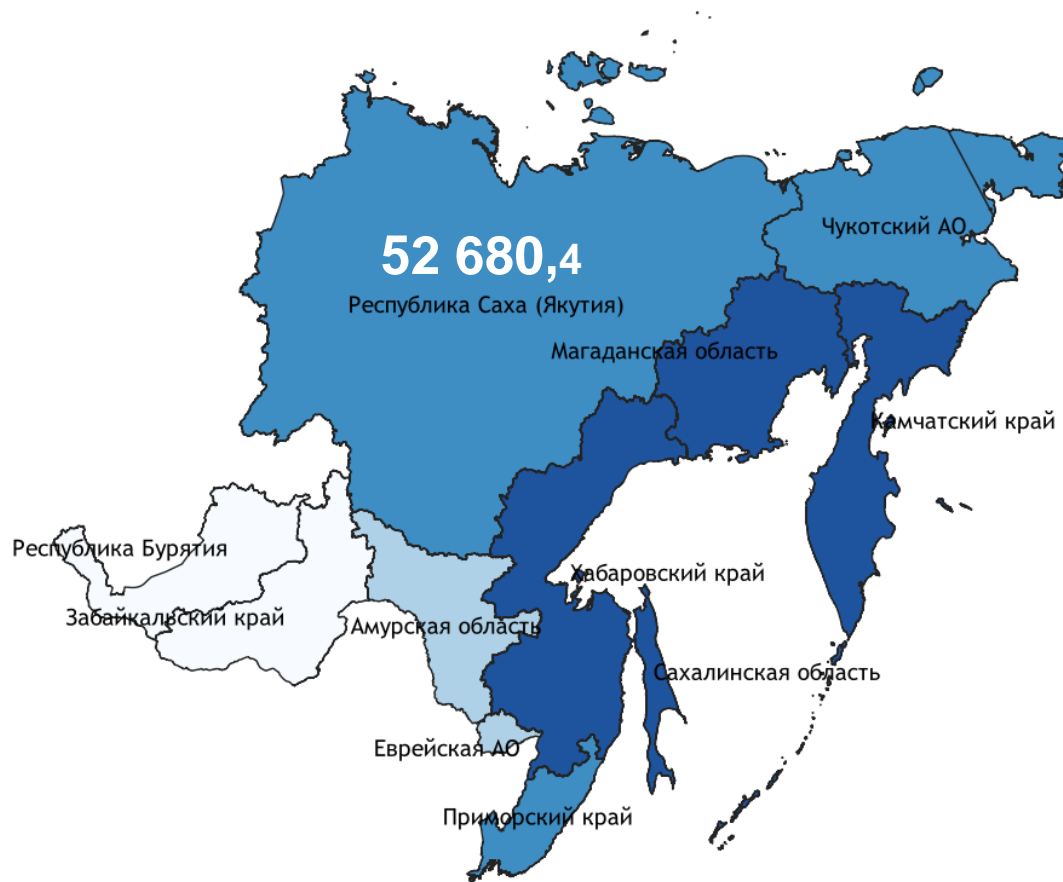 Чукотский АО
52 680,4
Республика Саха (Якутия)
Магаданская область
Камчатский край
Республика Бурятия
Хабаровский край
Забайкальский край
Амурская область
Сахалинская область
Еврейская АО
Приморский край